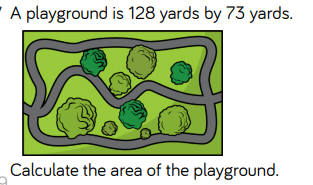 A playground is 128 yards by 73 yards.
Calculate the area of the playground.